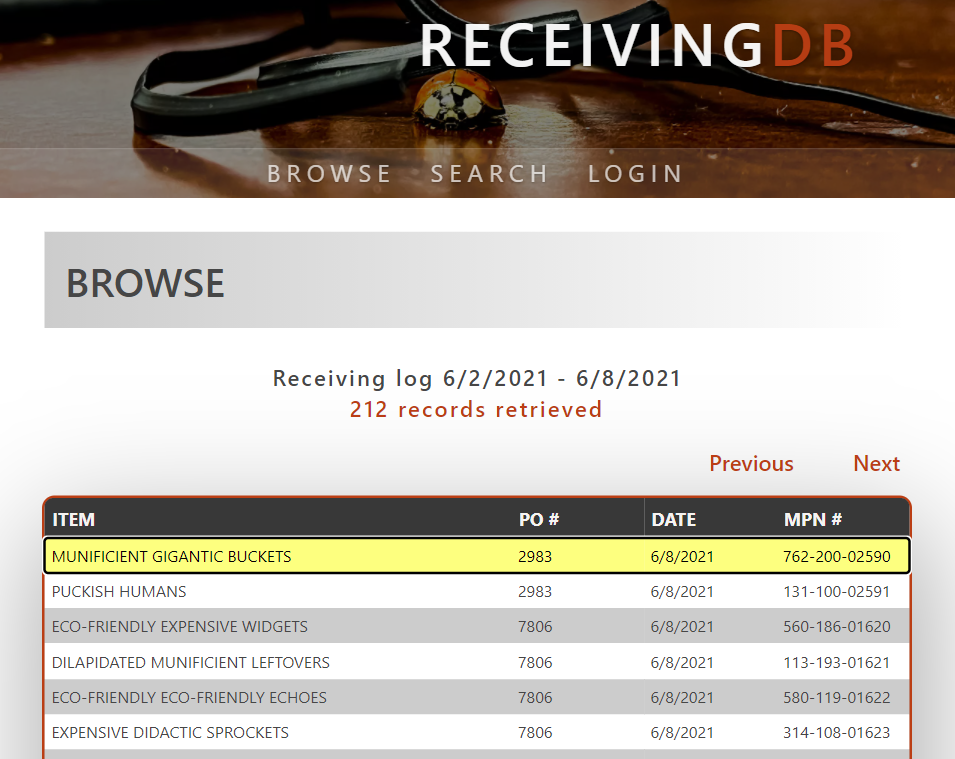 RECEIVINGDB
BROWSE SEARCH LOGIN
BROWSE
Receiving log 6/2/2021 - 6/8/2021
212 records retrieved
Previous Next
ITEM PO # DATE MPN #
MUNIFICIENT GIGANTIC BUCKETS 2983 6/8/2021 762-200-02590
PUCKISH HUMANS 2983 6/8/2021 131-100-02591
ECO-FRIENDLY EXPENSIVE WIDGETS 7806 6/8/2021 560-186-01620
DILAPIDATED MUNIFICIENT LEFTOVERS 7806 6/8/2021 113-193-01621
ECO-FRIENDLY ECO-FRIENDLY ECHOES 7806 6/8/2021 580-119-01622
EXPENSIVE DIDACTIC SPROCKETS 7806 6/8/2021 314-108-01623